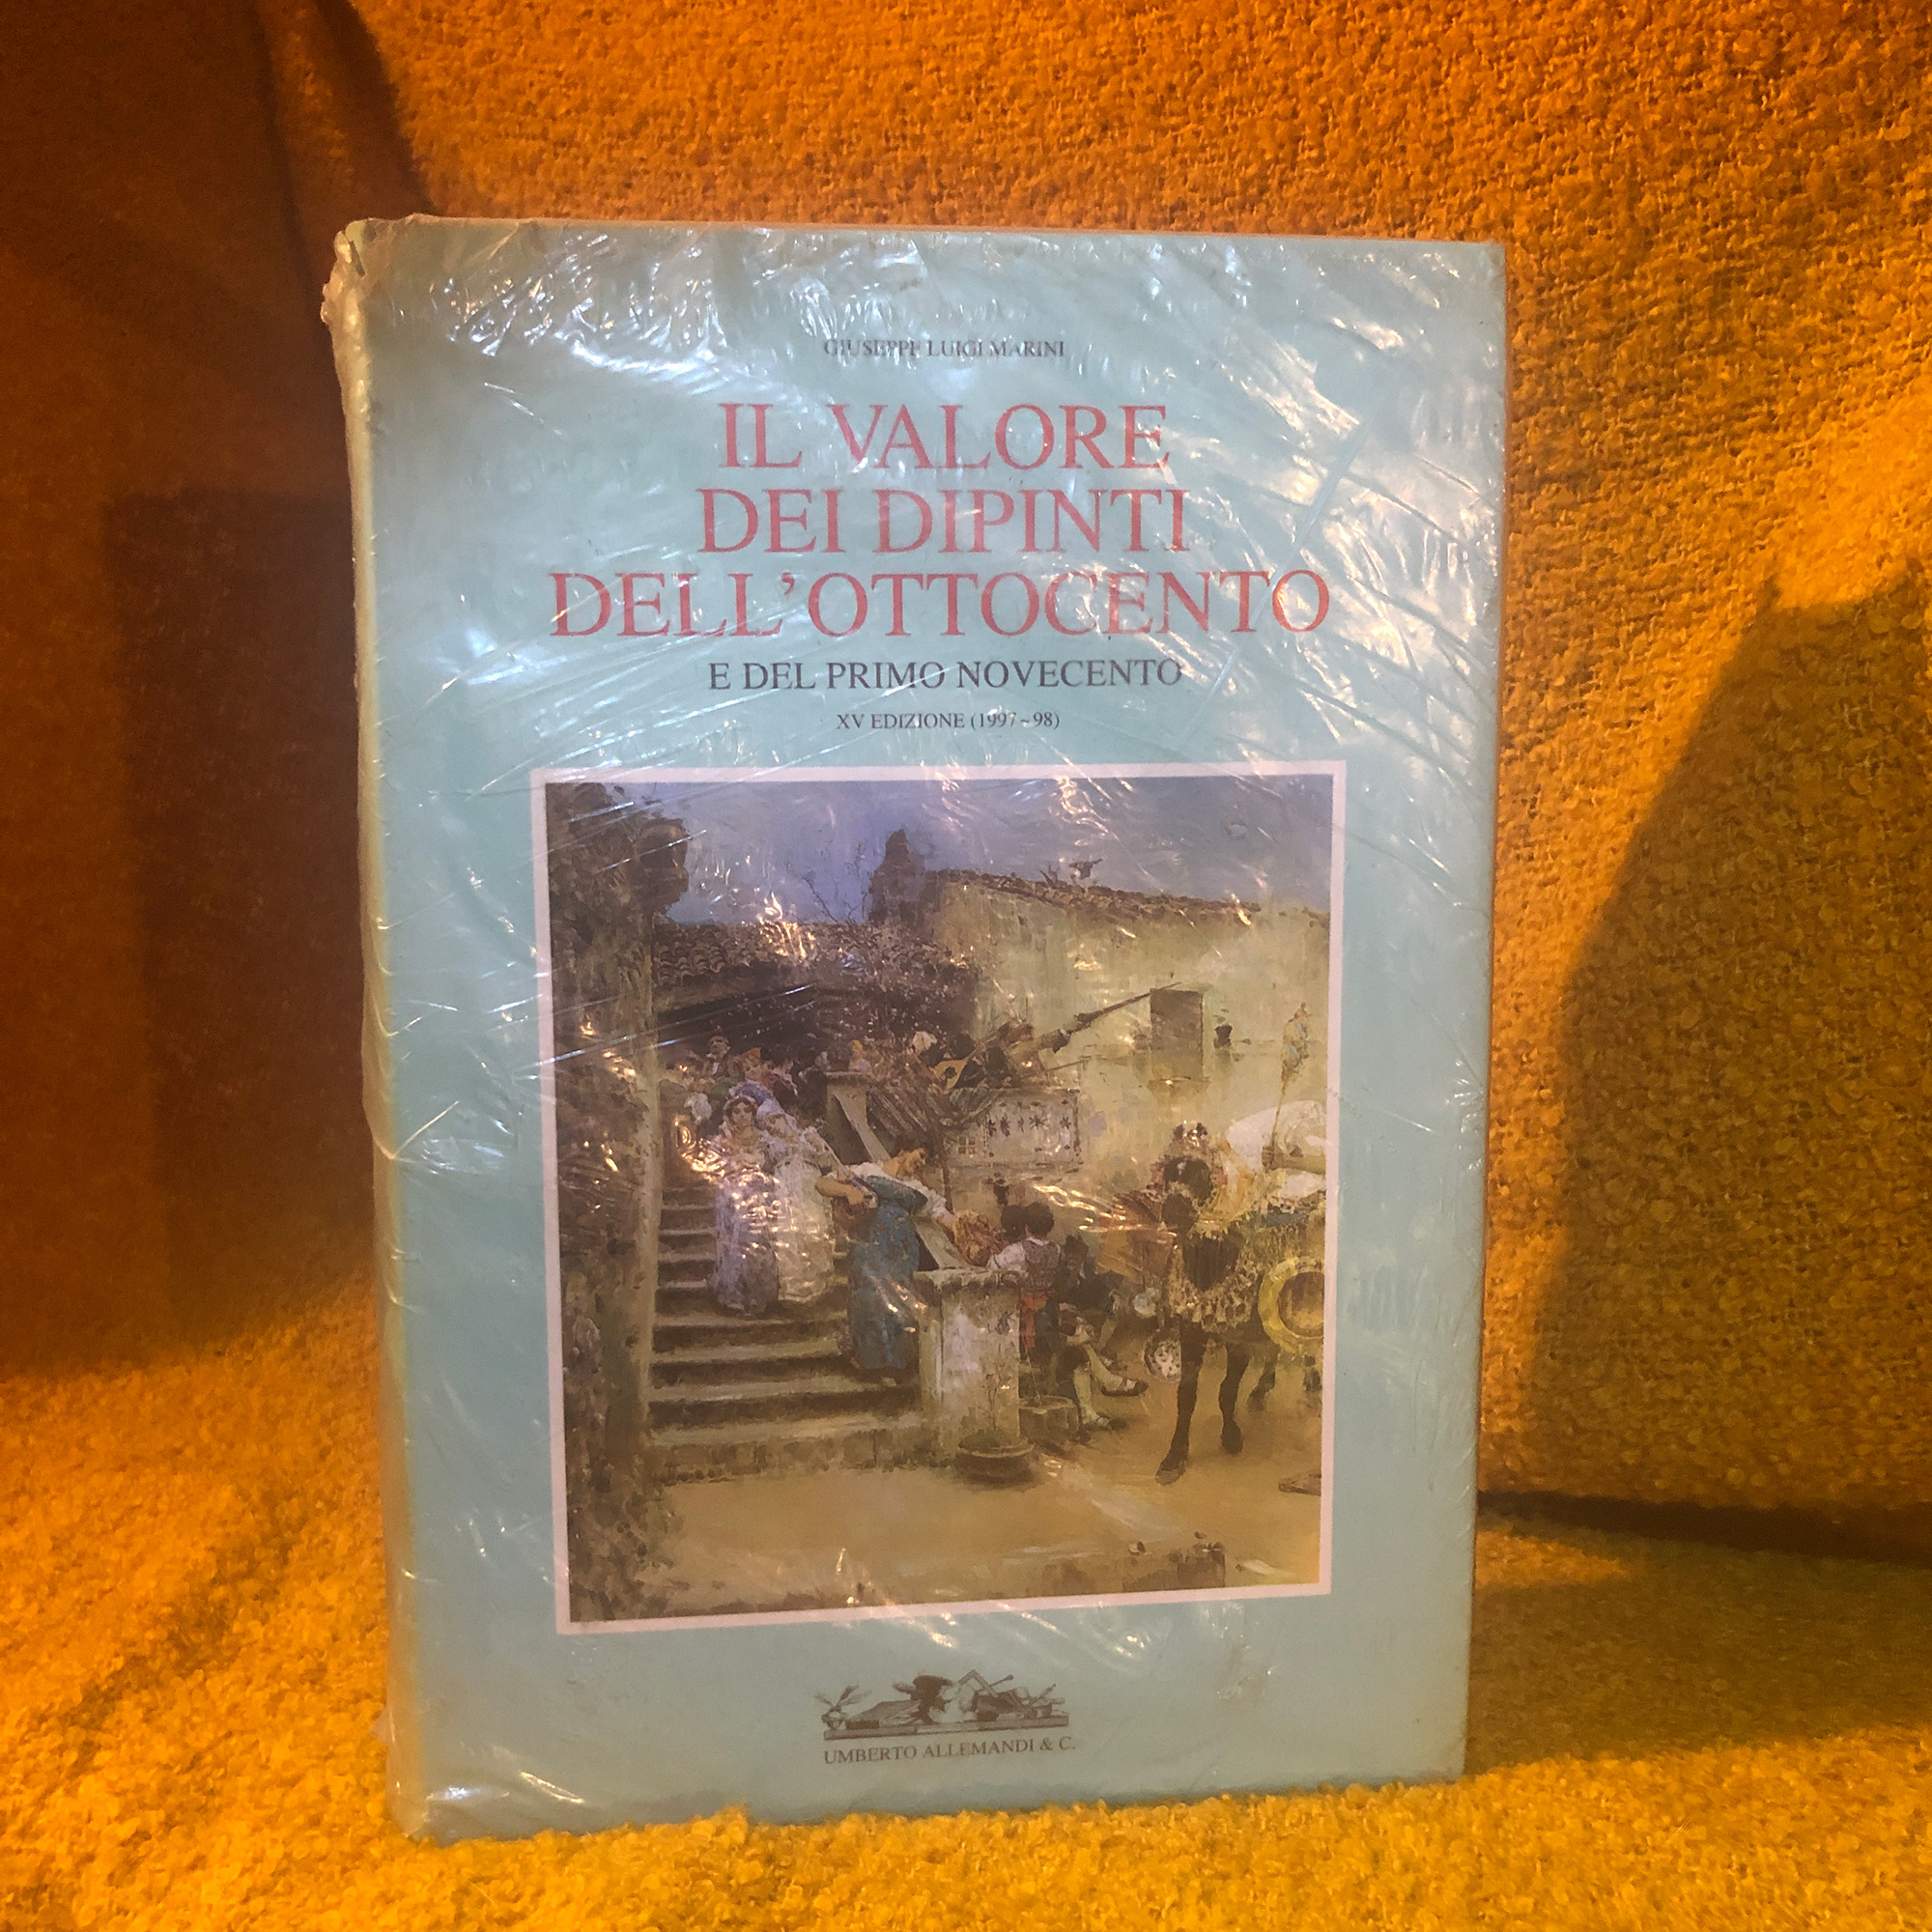 GIUSEPPE LUIGI MARINI
IL VALORE
DEI DIPINTI
DELL'OTTOCENTO
E DEL PRIMO NOVECENTO
XV EDIZIONE (1997-98)
UMBERTO ALLEMANDI & C.